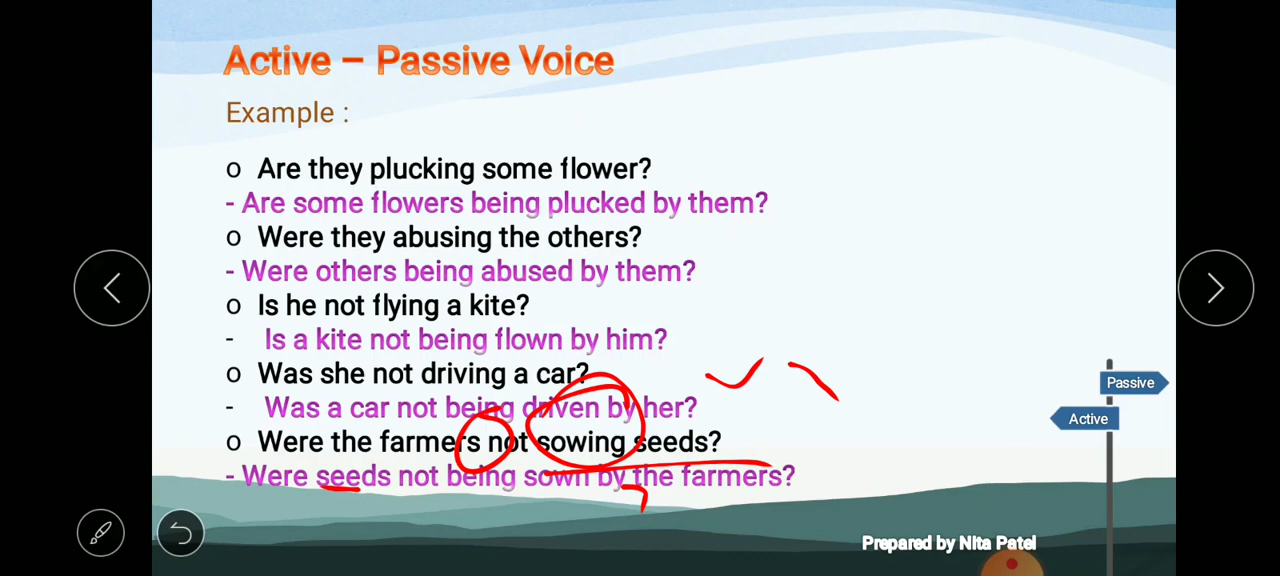 Active – Passive Voice
Example :
o Are they plucking some flower?
- Are some flowers being plucked by them?
o Were they abusing the others?
- Were others being abused by them?
o Is he not flying a kite?
- Is a kite not being flown by him?
o Was she not driving a car?
- Was a car not being driven by her?
o Were the farmers not sowing seeds?
- Were seeds not being sown by the farmers?
Passive
Active
Prepared by Nita Patel